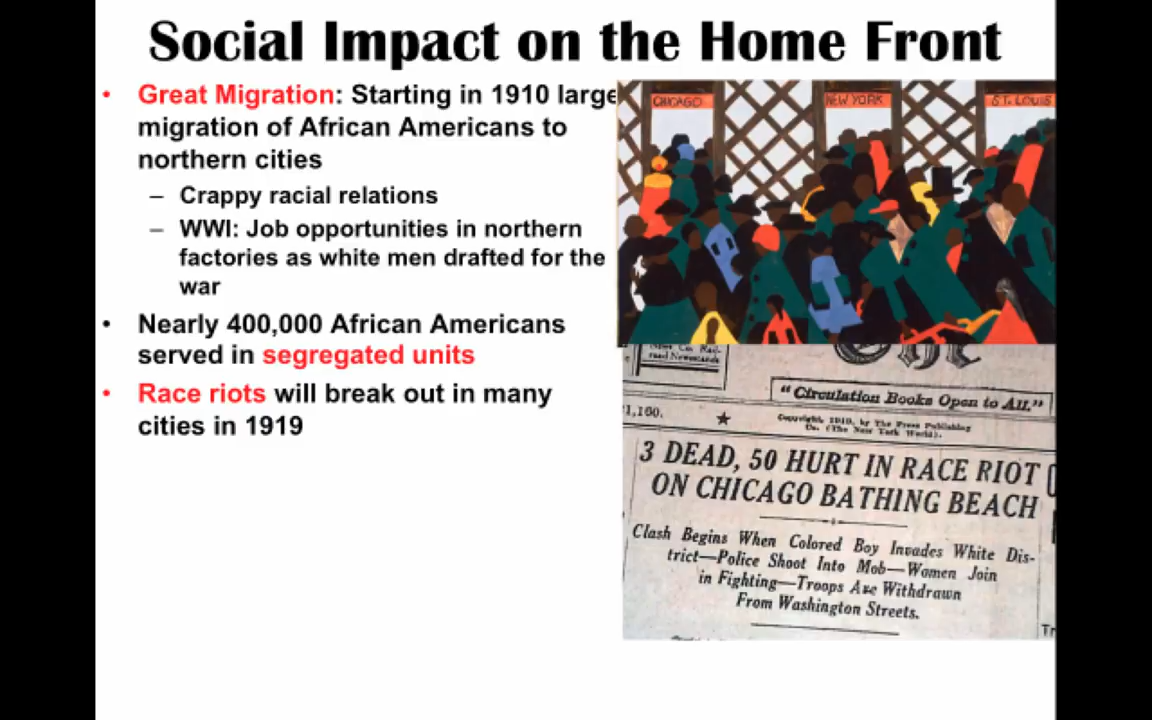 Social Impact on the Home Front
• Great Migration: Starting in 1910 large
migration of African Americans to
northern cities
– Crappy racial relations
– WWI: Job opportunities in northern
factories as white men drafted for the
war
• Nearly 400,000 African Americans
served in segregated units
• Race riots will break out in many
cities in 1919
CHICAGO
NEW YORK
ST. LOUIS
"Circulation Books Open to All."
1,160.
Copyright, 1919, by The Press Publishing
Co. (The New York World).
3 DEAD, 50 HURT IN RACE RIOT
ON CHICAGO BATHING BEACH
Clash Begins When Colored Boy Invades White Dis-
trict—Police Shoot Into Mob—Women Join
in Fighting—Troops Are Withdrawn
From Washington Streets.